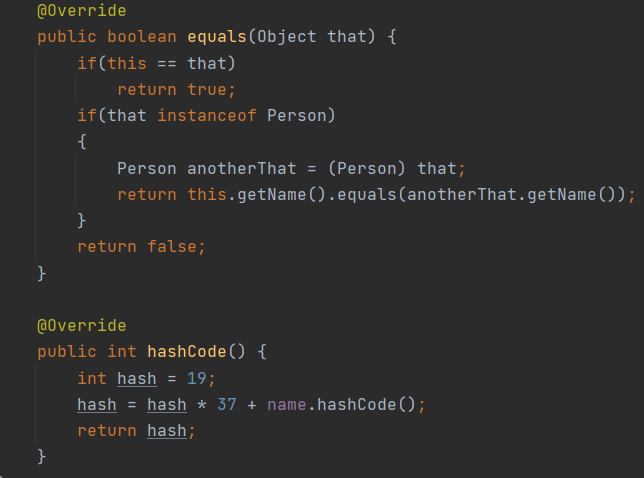 @Override
public boolean equals(Object that) {
    if(this == that)
        return true;
    if(that instanceof Person)
    {
        Person anotherThat = (Person) that;
        return this.getName().equals(anotherThat.getName());
    }
    return false;
}

@Override
public int hashCode() {
    int hash = 19;
    hash = hash * 37 + name.hashCode();
    return hash;
}